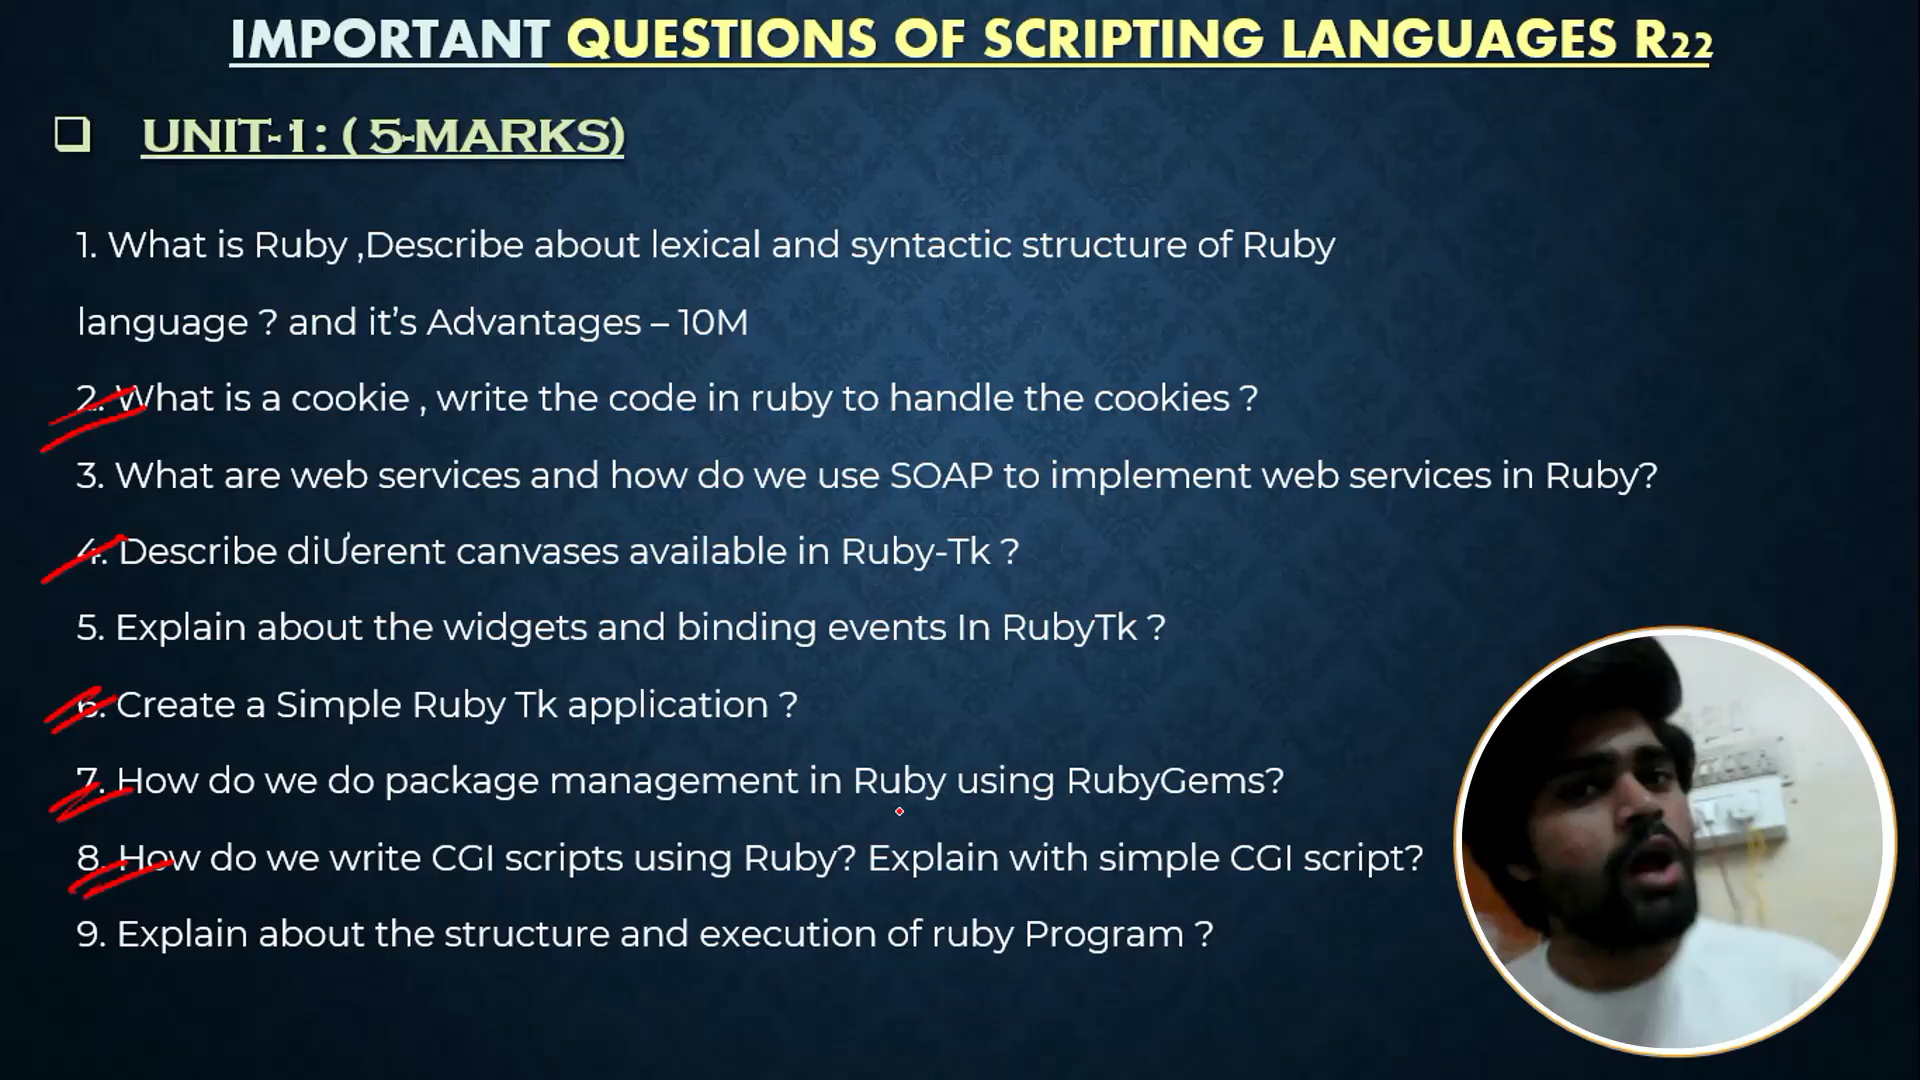 IMPORTANT QUESTIONS OF SCRIPTING LANGUAGES R22
UNIT-1: ( 5-MARKS)
1. What is Ruby ,Describe about lexical and syntactic structure of Ruby
language ? and it’s Advantages – 10M
2. What is a cookie , write the code in ruby to handle the cookies ?
3. What are web services and how do we use SOAP to implement web services in Ruby?
4. Describe diƯerent canvases available in Ruby-Tk ?
5. Explain about the widgets and binding events In RubyTk ?
6. Create a Simple Ruby Tk application ?
7. How do we do package management in Ruby using RubyGems?
8. How do we write CGI scripts using Ruby? Explain with simple CGI script?
9. Explain about the structure and execution of ruby Program ?